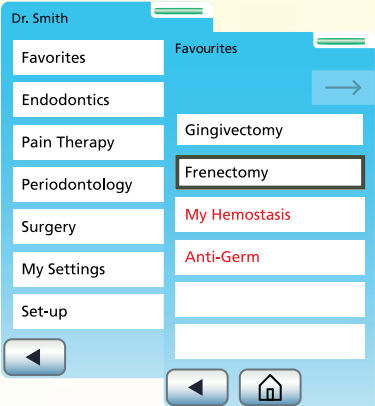 Dr. Smith
Favorites
Endodontics
Pain Therapy
Periodontology
Surgery
My Settings
Set-up
Favourites
Gingivectomy
Frenectomy
My Hemostasis
Anti-Germ